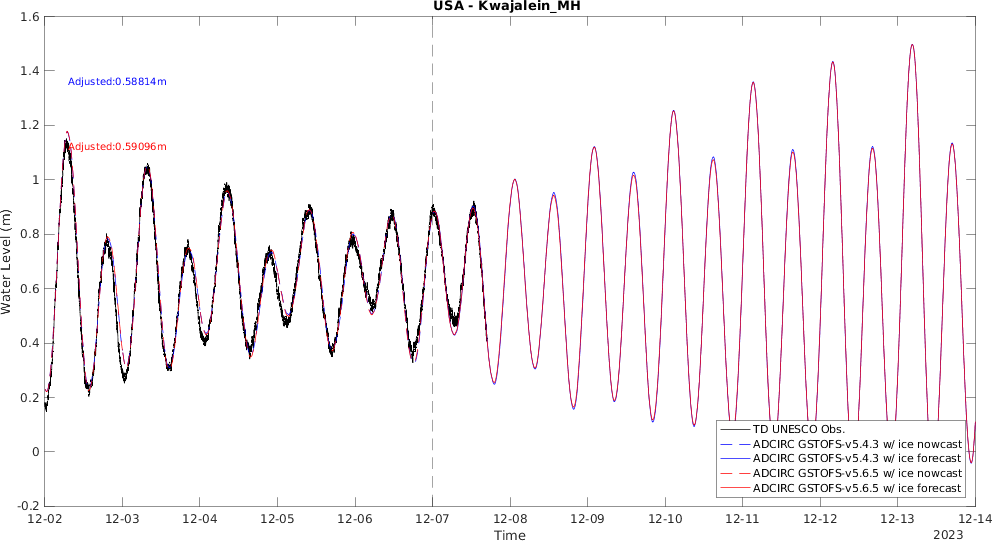 USA - Kwajalein_MH
1.6
1.4
1.2
1
0.8
0.6
0.4
0.2
0
-0.2
Water Level (m)
Adjusted:0.58814m
Adjusted:0.59096m
TD UNESCO Obs.
ADCIRC GSTOFS-v5.4.3 w/ ice nowcast
ADCIRC GSTOFS-v5.4.3 w/ ice forecast
ADCIRC GSTOFS-v5.6.5 w/ ice nowcast
ADCIRC GSTOFS-v5.6.5 w/ ice forecast
12-02 12-03 12-04 12-05 12-06 12-07 12-08 12-09 12-10 12-11 12-12 12-13 12-14
Time
2023